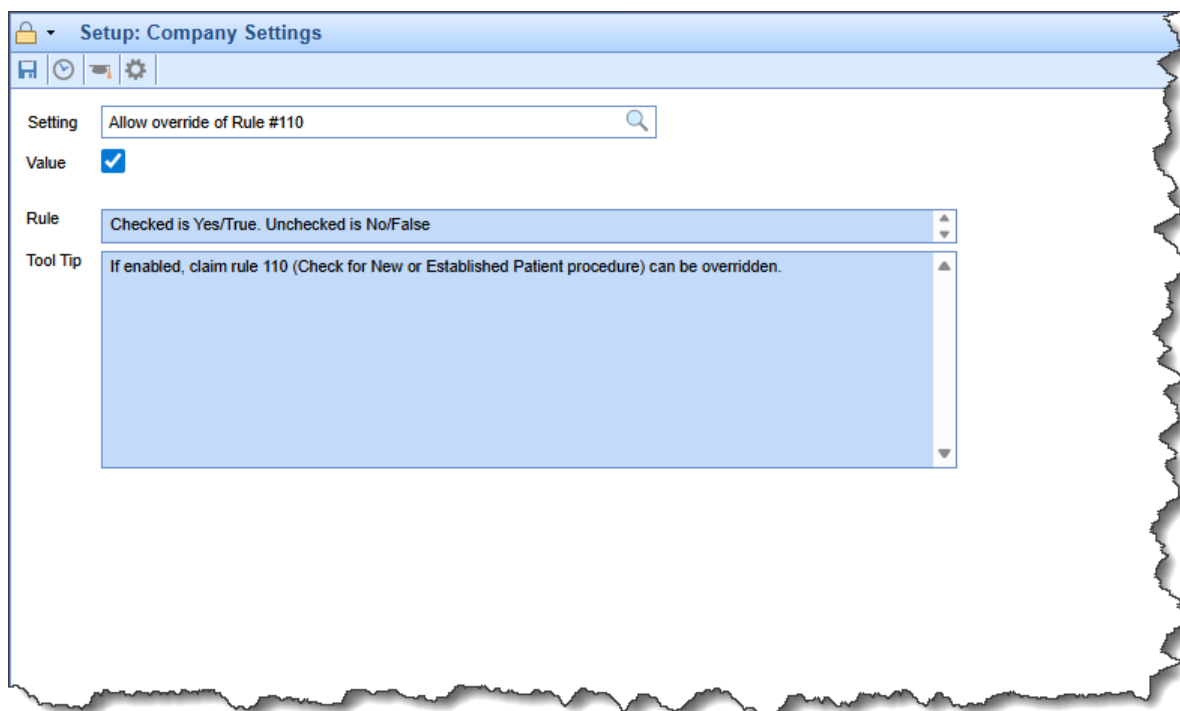 Setup: Company Settings
Setting Allow override of Rule #110
Value
Rule Checked is Yes/True. Unchecked is No/False
Tool Tip If enabled, claim rule 110 (Check for New or Established Patient procedure) can be overridden.